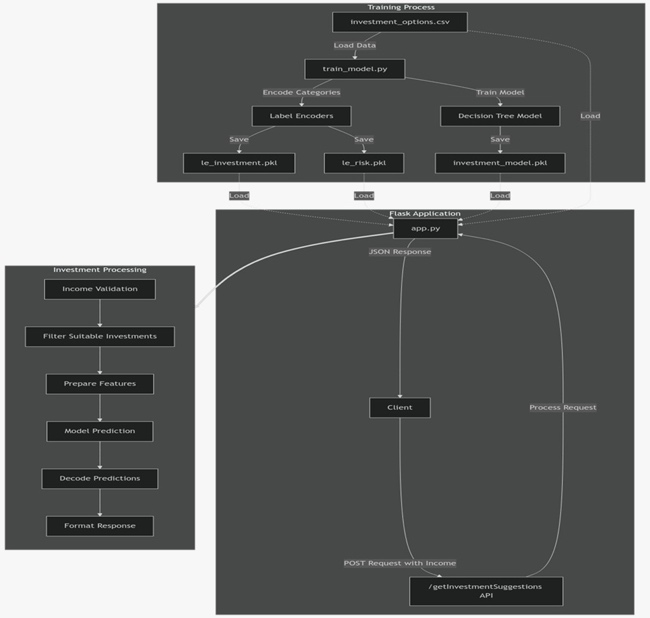 Training Process
investment_options.csv
Load Data
train_model.py
Encode Categories
Train Model
Label Encoders
Decision Tree Model
Load
Save
Save
Save
le_investment.pkl
le_risk.pkl
investment_model.pkl
Load
Load
Load
Flask Application
app.py
JSON Response
Client
Process Request
POST Request with Income
/getInvestmentSuggestions
API
Investment Processing
Income Validation
Filter Suitable Investments
Prepare Features
Model Prediction
Decode Predictions
Format Response